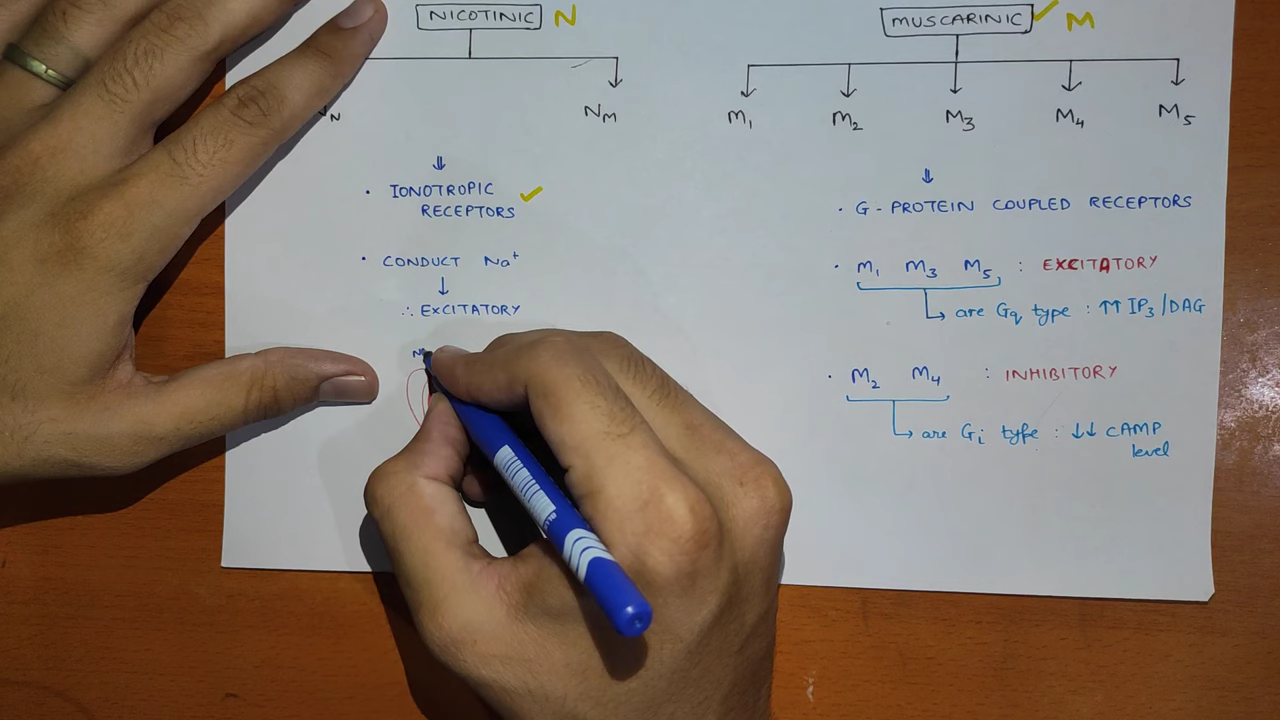 NICOTINIC N
NM
⇓
· IONOTROPIC ✓
RECEPTORS
· CONDUCT Na⁺
↓
∴ EXCITATORY
MUSCARINIC ✓ M
M₁ M₂ M₃ M₄ M₅
⇓
· G-PROTEIN COUPLED RECEPTORS
· M₁ M₃ M₅ : EXCITATORY
↳ are Gq type : ↑↑ IP₃/DAG
· M₂ M₄ : INHIBITORY
↳ are Gi type : ↓↓ CAMP
level